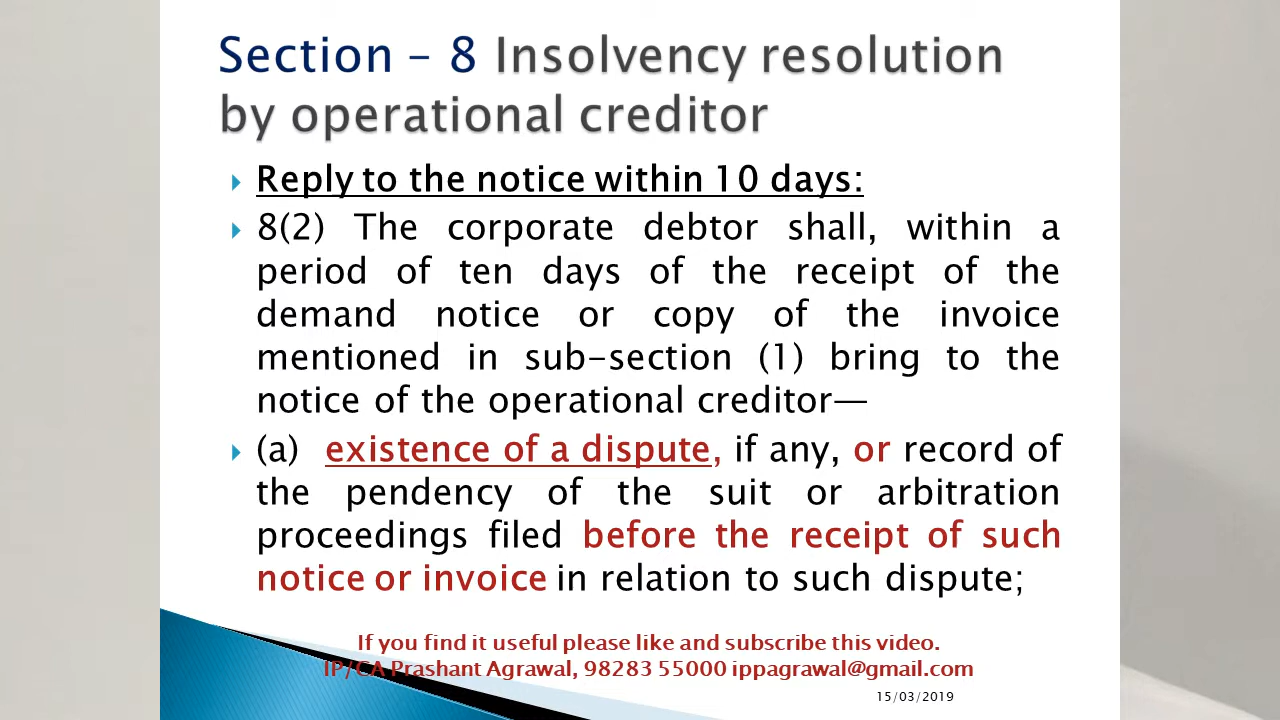 Section – 8 Insolvency resolution
by operational creditor
Reply to the notice within 10 days:
8(2) The corporate debtor shall, within a
period of ten days of the receipt of the
demand notice or copy of the invoice
mentioned in sub-section (1) bring to the
notice of the operational creditor—
(a) existence of a dispute, if any, or record of
the pendency of the suit or arbitration
proceedings filed before the receipt of such
notice or invoice in relation to such dispute;
If you find it useful please like and subscribe this video.
IP/CA Prashant Agrawal, 98283 55000 ippagrawal@gmail.com
15/03/2019